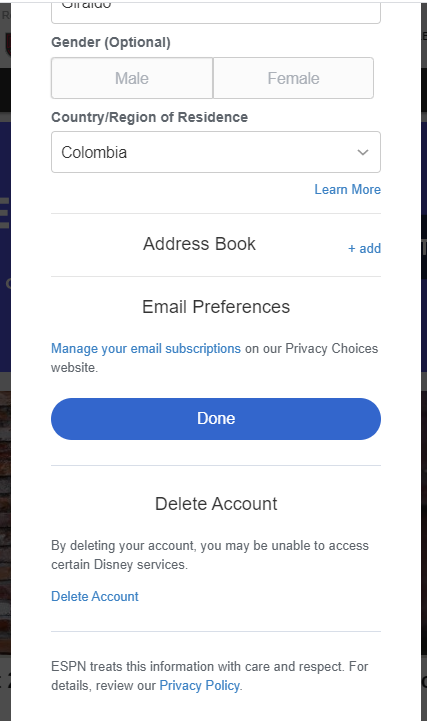 Giraldo
Gender (Optional)
Male Female
Country/Region of Residence
Colombia
Learn More
Address Book + add
Email Preferences
Manage your email subscriptions on our Privacy Choices
website.
Done
Delete Account
By deleting your account, you may be unable to access
certain Disney services.
Delete Account
ESPN treats this information with care and respect. For
details, review our Privacy Policy.